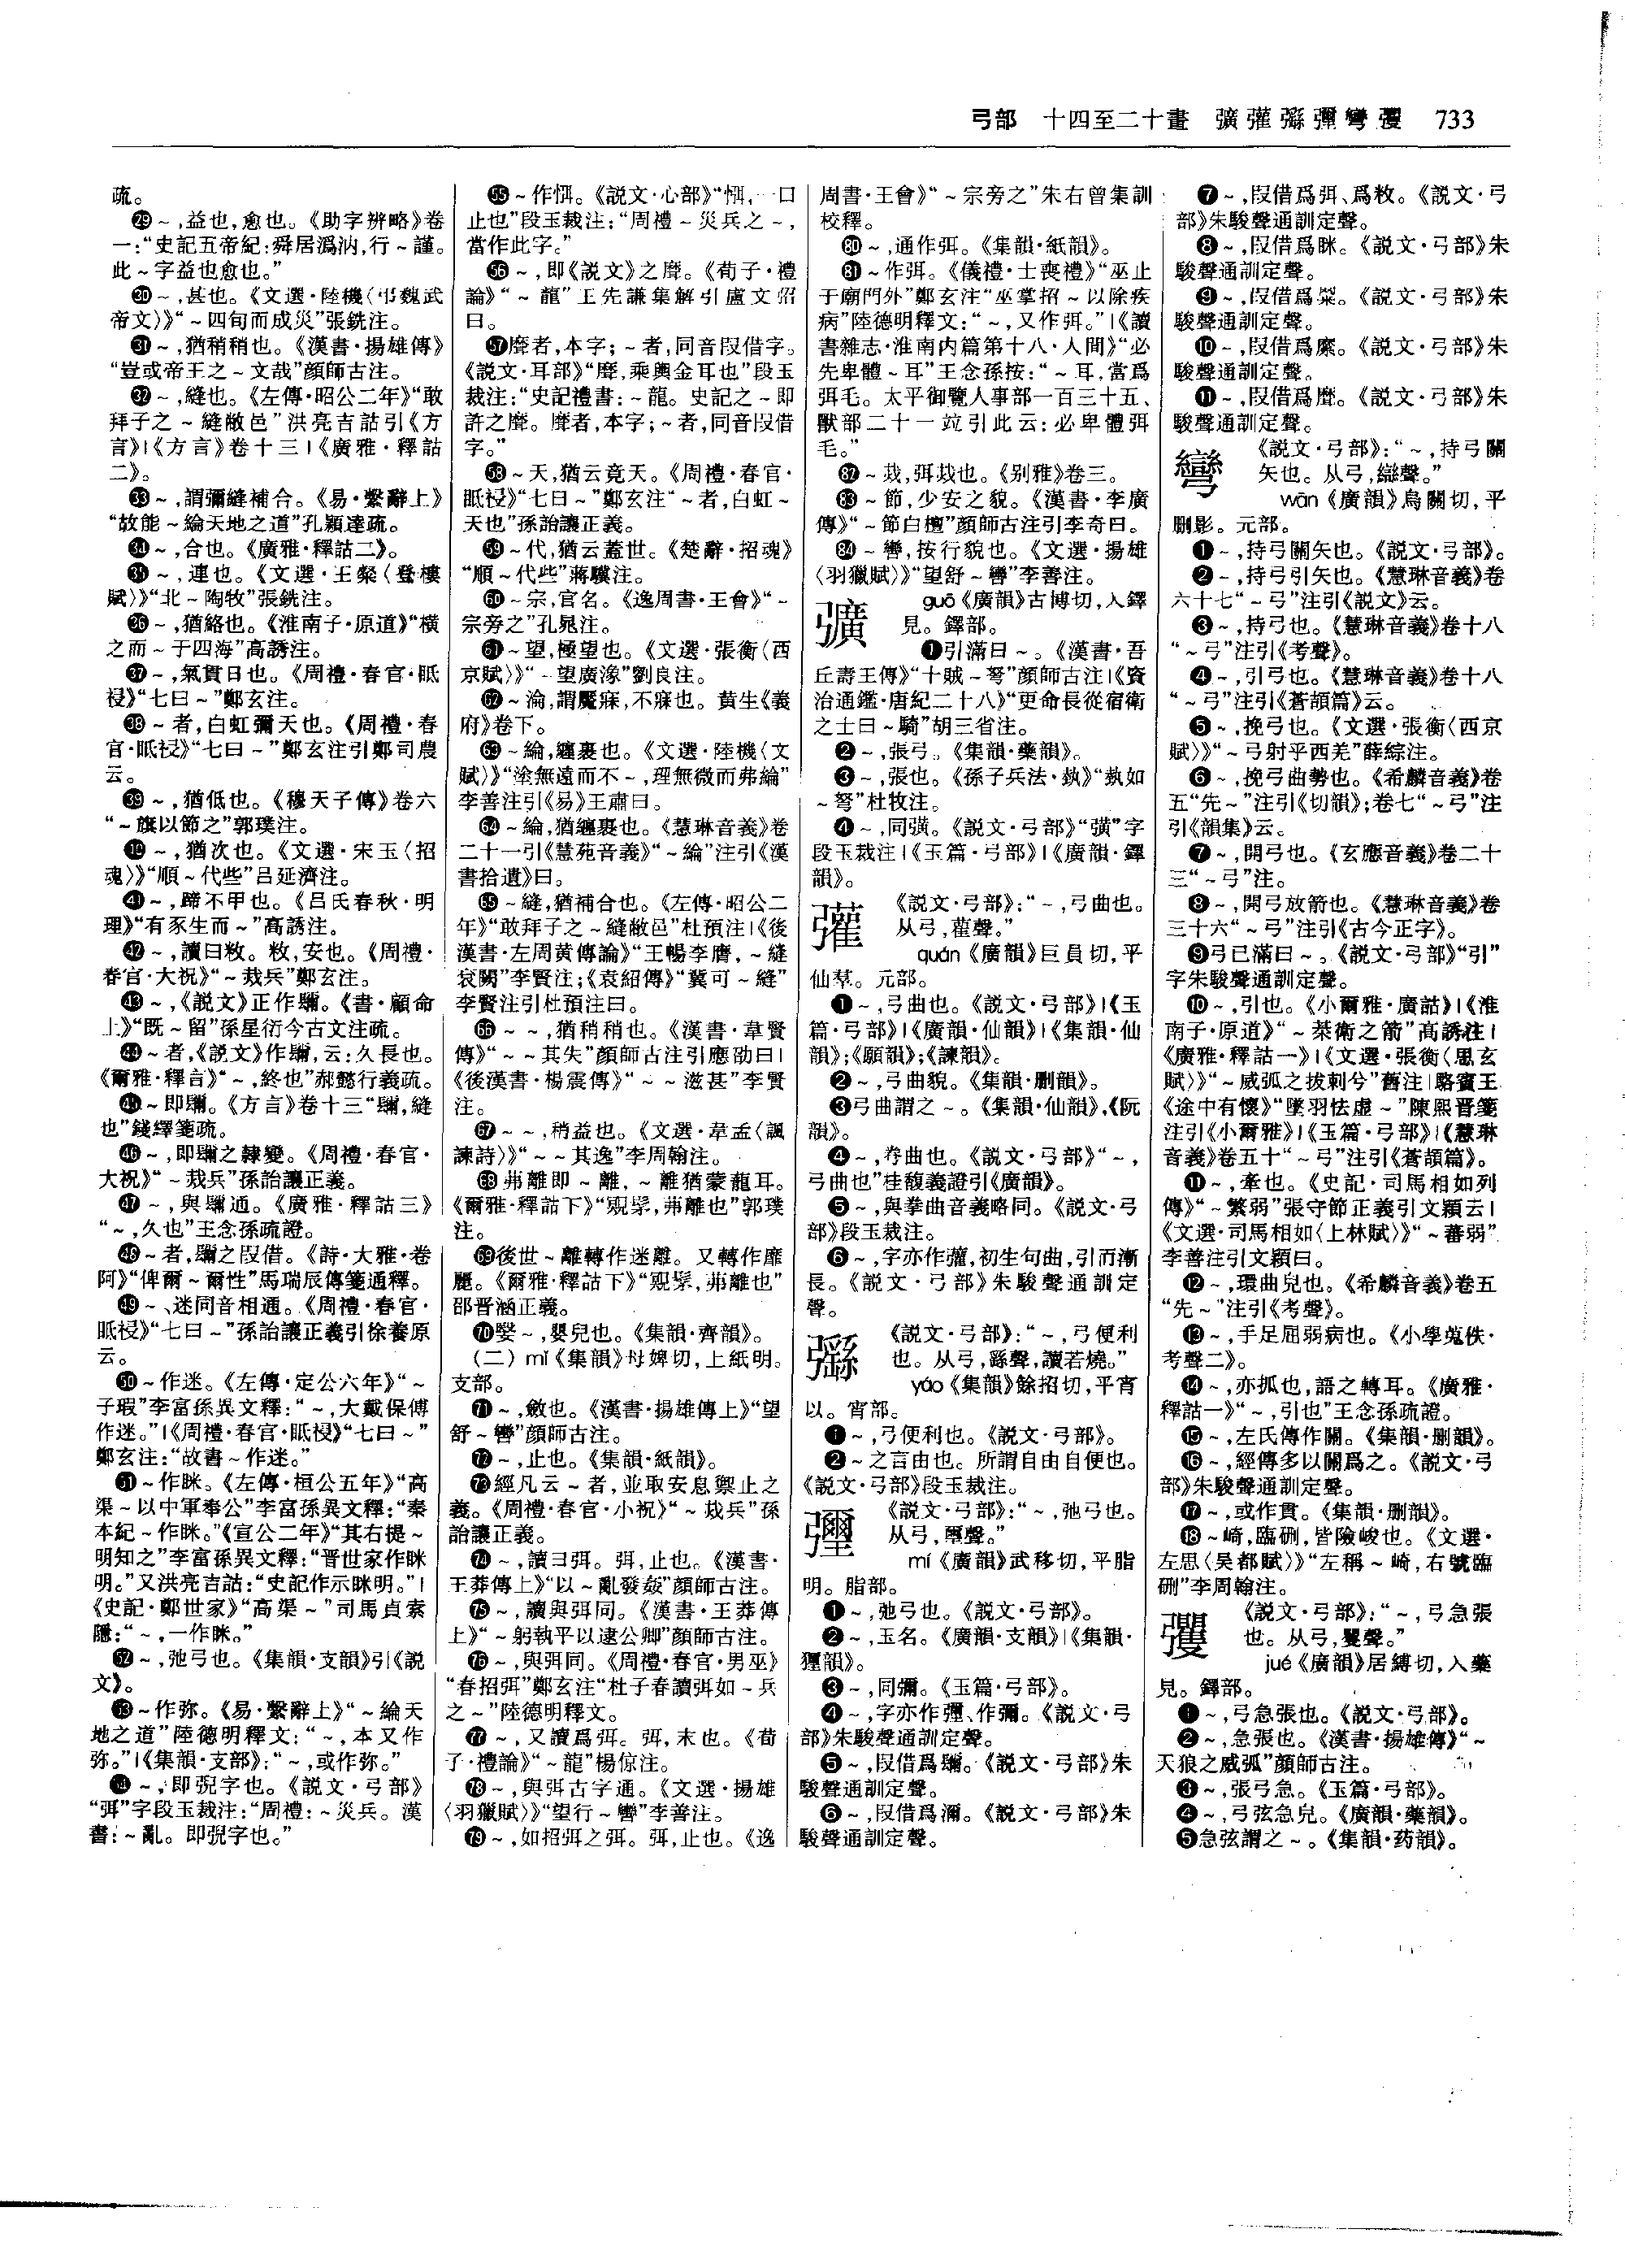 弓部　十四至二十畫　彍彏䌛彌彎彏　733
疏。
㉙～,益也,愈也。《助字辨略》卷
一:“史記五帝紀:舜居潙汭,行～謹。
此～字益也愈也。”
㉚～,甚也。《文選·陸機〈弔魏武
帝文〉》“～四旬而成災”張銑注。
㉛～,猶稍稍也。《漢書·揚雄傳》
“豈或帝王之～文哉”顏師古注。
㉜～,縫也。《左傳·昭公二年》“敢
拜子之～縫敝邑”洪亮吉詁引《方
言》|《方言》卷十三|《廣雅·釋詁
二》。
㉝～,謂彌縫補合。《易·繫辭上》
“故能～綸天地之道”孔穎達疏。
㉞～,合也。《廣雅·釋詁二》。
㉟～,連也。《文選·王粲〈登樓
賦〉》“北～陶牧”張銑注。
㊱～,猶絡也。《淮南子·原道》“橫
之而～于四海”高誘注。
㊲～,氣貫日也。《周禮·春官·眡
祲》“七曰～”鄭玄注。
㊳～者,白虹彌天也。《周禮·春
官·眡祲》“七曰～”鄭玄注引鄭司農
云。
㊴～,猶低也。《穆天子傳》卷六
“～旗以節之”郭璞注。
㊵～,猶次也。《文選·宋玉〈招
魂〉》“順～代些”吕延濟注。
㊶～,蹄不甲也。《吕氏春秋·明
理》“有豕生而～”高誘注。
㊷～,讀曰敉。敉,安也。《周禮·
春官·大祝》“～烖兵”鄭玄注。
㊸～,《説文》正作镾。《書·顧命
上》“既～留”孫星衍今古文注疏。
㊹～者,《説文》作镾,云:久長也。
《爾雅·釋言》“～,終也”郝懿行義疏。
㊺～即镾。《方言》卷十三“镾,縫
也”錢繹箋疏。
㊻～,即镾之隸變。《周禮·春官·
大祝》“～烖兵”孫詒讓正義。
㊼～,與镾通。《廣雅·釋詁三》
“～,久也”王念孫疏證。
㊽～者,镾之叚借。《詩·大雅·卷
阿》“俾爾～爾性”馬瑞辰傳箋通釋。
㊾～、迷同音相通。《周禮·春官·
眡祲》“七曰～”孫詒讓正義引徐養原
云。
㊿～作迷。《左傳·定公六年》“～
子瑕”李富孫異文釋:“～,大戴保傅
作迷。”|《周禮·春官·眡祲》“七曰～”
鄭玄注:“故書～作迷。”
51～作眯。《左傳·桓公五年》“高
渠～以中軍奉公”李富孫異文釋:“秦
本紀～作眯。”《宣公二年》“其右提～
明知之”李富孫異文釋:“晋世家作眯
明。”又洪亮吉詁:“史記作示眯明。”|
《史記·鄭世家》“高渠～”司馬貞索
隱:“～,一作眯。”
52～,弛弓也。《集韻·支韻》引《説
文》。
53～作弥。《易·繫辭上》“～綸天
地之道”陸德明釋文:“～,本又作
弥。”|《集韻·支部》:“～,或作弥。”
54～,即弭字也。《説文·弓部》
“弭”字段玉裁注:“周禮:～災兵。漢
書:～亂。即弭字也。”
55～作㥝。《説文·心部》“㥝,一曰
止也”段玉裁注:“周禮～災兵之～,
當作此字。”
56～,即《説文》之䃺。《荀子·禮
論》“～龍”王先謙集解引盧文弨
曰。
57䃺者,本字;～者,同音叚借字。
《説文·耳部》“䃺,乘輿金耳也”段玉
裁注:“史記禮書:～龍。史記之～即
許之䃺。䃺者,本字;～者,同音叚借
字。”
58～天,猶云竟天。《周禮·春官·
眡祲》“七曰～”鄭玄注“～者,白虹～
天也”孫詒讓正義。
59～代,猶云蓋世。《楚辭·招魂》
“順～代些”蔣驥注。
60～宗,官名。《逸周書·王會》“～
宗旁之”孔晁注。
61～望,極望也。《文選·張衡〈西
京賦〉》“～望廣潒”劉良注。
62～淪,謂魘寐,不寐也。黄生《義
府》卷下。
63～綸,纏裹也。《文選·陸機〈文
賦〉》“塗無遠而不～,理無微而弗綸”
李善注引《易》王肅曰。
64～綸,猶纏裹也。《慧琳音義》卷
二十一引《慧苑音義》“～綸”注引《漢
書拾遺》曰。
65～縫,猶補合也。《左傳·昭公二
年》“敢拜子之～縫敝邑”杜預注|《後
漢書·左周黄傳論》“王暢李膺,～縫
衮闕”李賢注;《袁紹傳》“冀可～縫”
李賢注引杜預注曰。
66～～,猶稍稍也。《漢書·韋賢
傳》“～～其失”顏師古注引應劭曰|
《後漢書·楊震傳》“～～滋甚”李賢
注。
67～～,稍益也。《文選·韋孟〈諷
諫詩〉》“～～其逸”李周翰注。
68茀離即～離,～離猶蒙蘢耳。
《爾雅·釋詁下》“覭髳,茀離也”郭璞
注。
69後世～離轉作迷離。又轉作靡
麗。《爾雅·釋詁下》“覭髳,茀離也”
邵晋涵正義。
70嫛～,嬰兒也。《集韻·齊韻》。
(二) mǐ《集韻》母婢切,上紙明。
支部。
71～,斂也。《漢書·揚雄傳上》“望
舒～轡”顏師古注。
72～,止也。《集韻·紙韻》。
73經凡云～者,並取安息禦止之
義。《周禮·春官·小祝》“～烖兵”孫
詒讓正義。
74～,讀曰弭。弭,止也。《漢書·
王莽傳上》“以～亂發姦”顏師古注。
75～,讀與弭同。《漢書·王莽傳
上》“～躬執平以逮公卿”顏師古注。
76～,與弭同。《周禮·春官·男巫》
“春招弭”鄭玄注“杜子春讀弭如～兵
之～”陸德明釋文。
77～,又讀爲弭。弭,末也。《荀
子·禮論》“～龍”楊倞注。
78～,與弭古字通。《文選·揚雄
〈羽獵賦〉》“望行～轡”李善注。
79～,如招弭之弭。弭,止也。《逸
周書·王會》“～宗旁之”朱右曾集訓
校釋。
80～,通作弭。《集韻·紙韻》。
81～作弭。《儀禮·士喪禮》“巫止
于廟門外”鄭玄注“巫掌招～以除疾
病”陸德明釋文:“～,又作弭。”|《讀
書雜志·淮南内篇第十八·人間》“必
先卑體～耳”王念孫按:“～耳,當爲
弭毛。太平御覽人事部一百三十五、
獸部二十一竝引此云:必卑體弭
毛。”
82～烖,弭烖也。《别雅》卷三。
83～節,少安之貌。《漢書·李廣
傳》“～節白檀”顏師古注引李奇曰。
84～轡,按行貌也。《文選·揚雄
〈羽獵賦〉》“望舒～轡”李善注。
彍　guō《廣韻》古博切,入鐸
見。鐸部。
❶引滿曰～。《漢書·吾
丘壽王傳》“十賊～弩”顏師古注|《資
治通鑑·唐紀二十八》“更命長從宿衛
之士曰～騎”胡三省注。
❷～,張弓。《集韻·藥韻》。
❸～,張也。《孫子兵法·埶》“埶如
～弩”杜牧注。
❹～,同彉。《説文·弓部》“彉”字
段玉裁注|《玉篇·弓部》|《廣韻·鐸
韻》。
彏《説文·弓部》:“～,弓曲也。
从弓,雚聲。”
quán《廣韻》巨員切,平
仙羣。元部。
❶～,弓曲也。《説文·弓部》|《玉
篇·弓部》|《廣韻·仙韻》|《集韻·仙
韻》;《願韻》;《諫韻》。
❷～,弓曲貌。《集韻·删韻》。
❸弓曲謂之～。《集韻·仙韻》,《阮
韻》。
❹～,弮曲也。《説文·弓部》“～,
弓曲也”桂馥義證引《廣韻》。
❺～,與拳曲音義略同。《説文·弓
部》段玉裁注。
❻～,字亦作虇,初生句曲,引而漸
長。《説文·弓部》朱駿聲通訓定
聲。
《説文·弓部》:“～,弓便利
也。从弓,繇聲,讀若燒。”
yáo《集韻》餘招切,平宵
以。宵部。
❶～,弓便利也。《説文·弓部》。
❷～之言由也。所謂自由自便也。
《説文·弓部》段玉裁注。
《説文·弓部》:“～,弛弓也。
从弓,璽聲。”
mí《廣韻》武移切,平脂
明。脂部。
❶～,弛弓也。《説文·弓部》。
❷～,玉名。《廣韻·支韻》|《集韻·
玃韻》。
❸～,同彌。《玉篇·弓部》。
❹～,字亦作彌、作彌。《説文·弓
部》朱駿聲通訓定聲。
❺～,叚借爲镾。《説文·弓部》朱
駿聲通訓定聲。
❻～,叚借爲瀰。《説文·弓部》朱
駿聲通訓定聲。
❼～,叚借爲弭、爲敉。《説文·弓
部》朱駿聲通訓定聲。
❽～,叚借爲眯。《説文·弓部》朱
駿聲通訓定聲。
❾～,叚借爲冞。《説文·弓部》朱
駿聲通訓定聲。
❿～,叚借爲縻。《説文·弓部》朱
駿聲通訓定聲。
⓫～,叚借爲䃺。《説文·弓部》朱
駿聲通訓定聲。
彎《説文·弓部》:“～,持弓關
矢也。从弓,䜌聲。”
wān《廣韻》烏關切,平
删影。元部。
❶～,持弓關矢也。《説文·弓部》。
❷～,持弓引矢也。《慧琳音義》卷
六十七“～弓”注引《説文》云。
❸～,持弓也。《慧琳音義》卷十八
“～弓”注引《考聲》。
❹～,引弓也。《慧琳音義》卷十八
“～弓”注引《蒼頡篇》云。
❺～,挽弓也。《文選·張衡〈西京
賦〉》“～弓射乎西羌”薛綜注。
❻～,挽弓曲勢也。《希麟音義》卷
五“先～”注引《切韻》;卷七“～弓”注
引《韻集》云。
❼～,開弓也。《玄應音義》卷二十
三“～弓”注。
❽～,開弓放箭也。《慧琳音義》卷
三十六“～弓”注引《古今正字》。
❾弓已滿曰～。《説文·弓部》“引”
字朱駿聲通訓定聲。
❿～,引也。《小爾雅·廣詁》|《淮
南子·原道》“～棊衛之箭”高誘注|
《廣雅·釋詁一》|《文選·張衡〈思玄
賦〉》“～威弧之拔刺兮”舊注|駱賓王
《途中有懷》“墜羽怯虚～”陳熙晋箋
注引《小爾雅》|《玉篇·弓部》|《慧琳
音義》卷五十“～弓”注引《蒼頡篇》。
⓫～,牽也。《史記·司馬相如列
傳》“～繁弱”張守節正義引文穎云|
《文選·司馬相如〈上林賦〉》“～蕃弱”
李善注引文穎曰。
⓬～,環曲皃也。《希麟音義》卷五
“先～”注引《考聲》。
⓭～,手足屈弱病也。《小學蒐佚·
考聲二》。
⓮～,亦抓也,語之轉耳。《廣雅·
釋詁一》“～,引也”王念孫疏證。
⓯～,左氏傳作關。《集韻·删韻》。
⓰～,經傳多以關爲之。《説文·弓
部》朱駿聲通訓定聲。
⓱～,或作貫。《集韻·删韻》。
⓲～崎,臨硎,皆險峻也。《文選·
左思〈吴都賦〉》“左稱～崎,右號臨
硎”李周翰注。
彏《説文·弓部》:“～,弓急張
也。从弓,矍聲。”
jué《廣韻》居縛切,入藥
見。鐸部。
❶～,弓急張也。《説文·弓部》。
❷～,急張也。《漢書·揚雄傳》“～
天狼之威弧”顏師古注。
❸～,張弓急。《玉篇·弓部》。
❹～,弓弦急皃。《廣韻·藥韻》。
❺急弦謂之～。《集韻·药韻》。